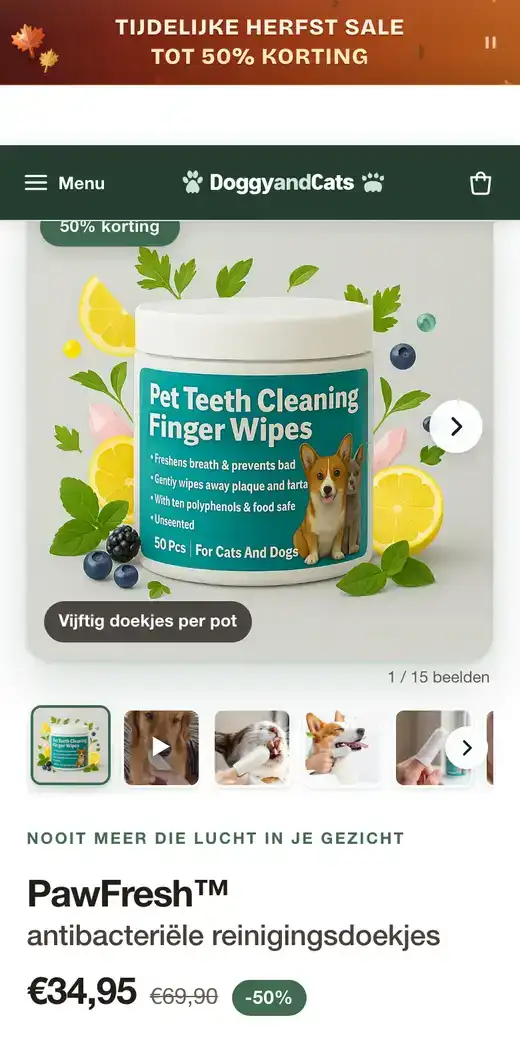 TIJDELIJKE HERFST SALE
TOT 50% KORTING
Menu
DoggyandCats
50% korting
Pet Teeth Cleaning
Finger Wipes
• Freshens breath & prevents bad
• Gently wipes away plaque and tarta
• With ten polyphenols & food safe
• Unseented
50 Pcs | For Cats And Dogs
Vijftig doekjes per pot
1 / 15 beelden
Pet Teeth Cleaning
Finger Wipes
NOOIT MEER DIE LUCHT IN JE GEZICHT
PawFresh™
antibacteriële reinigingsdoekjes
€34,95 €69,90 -50%